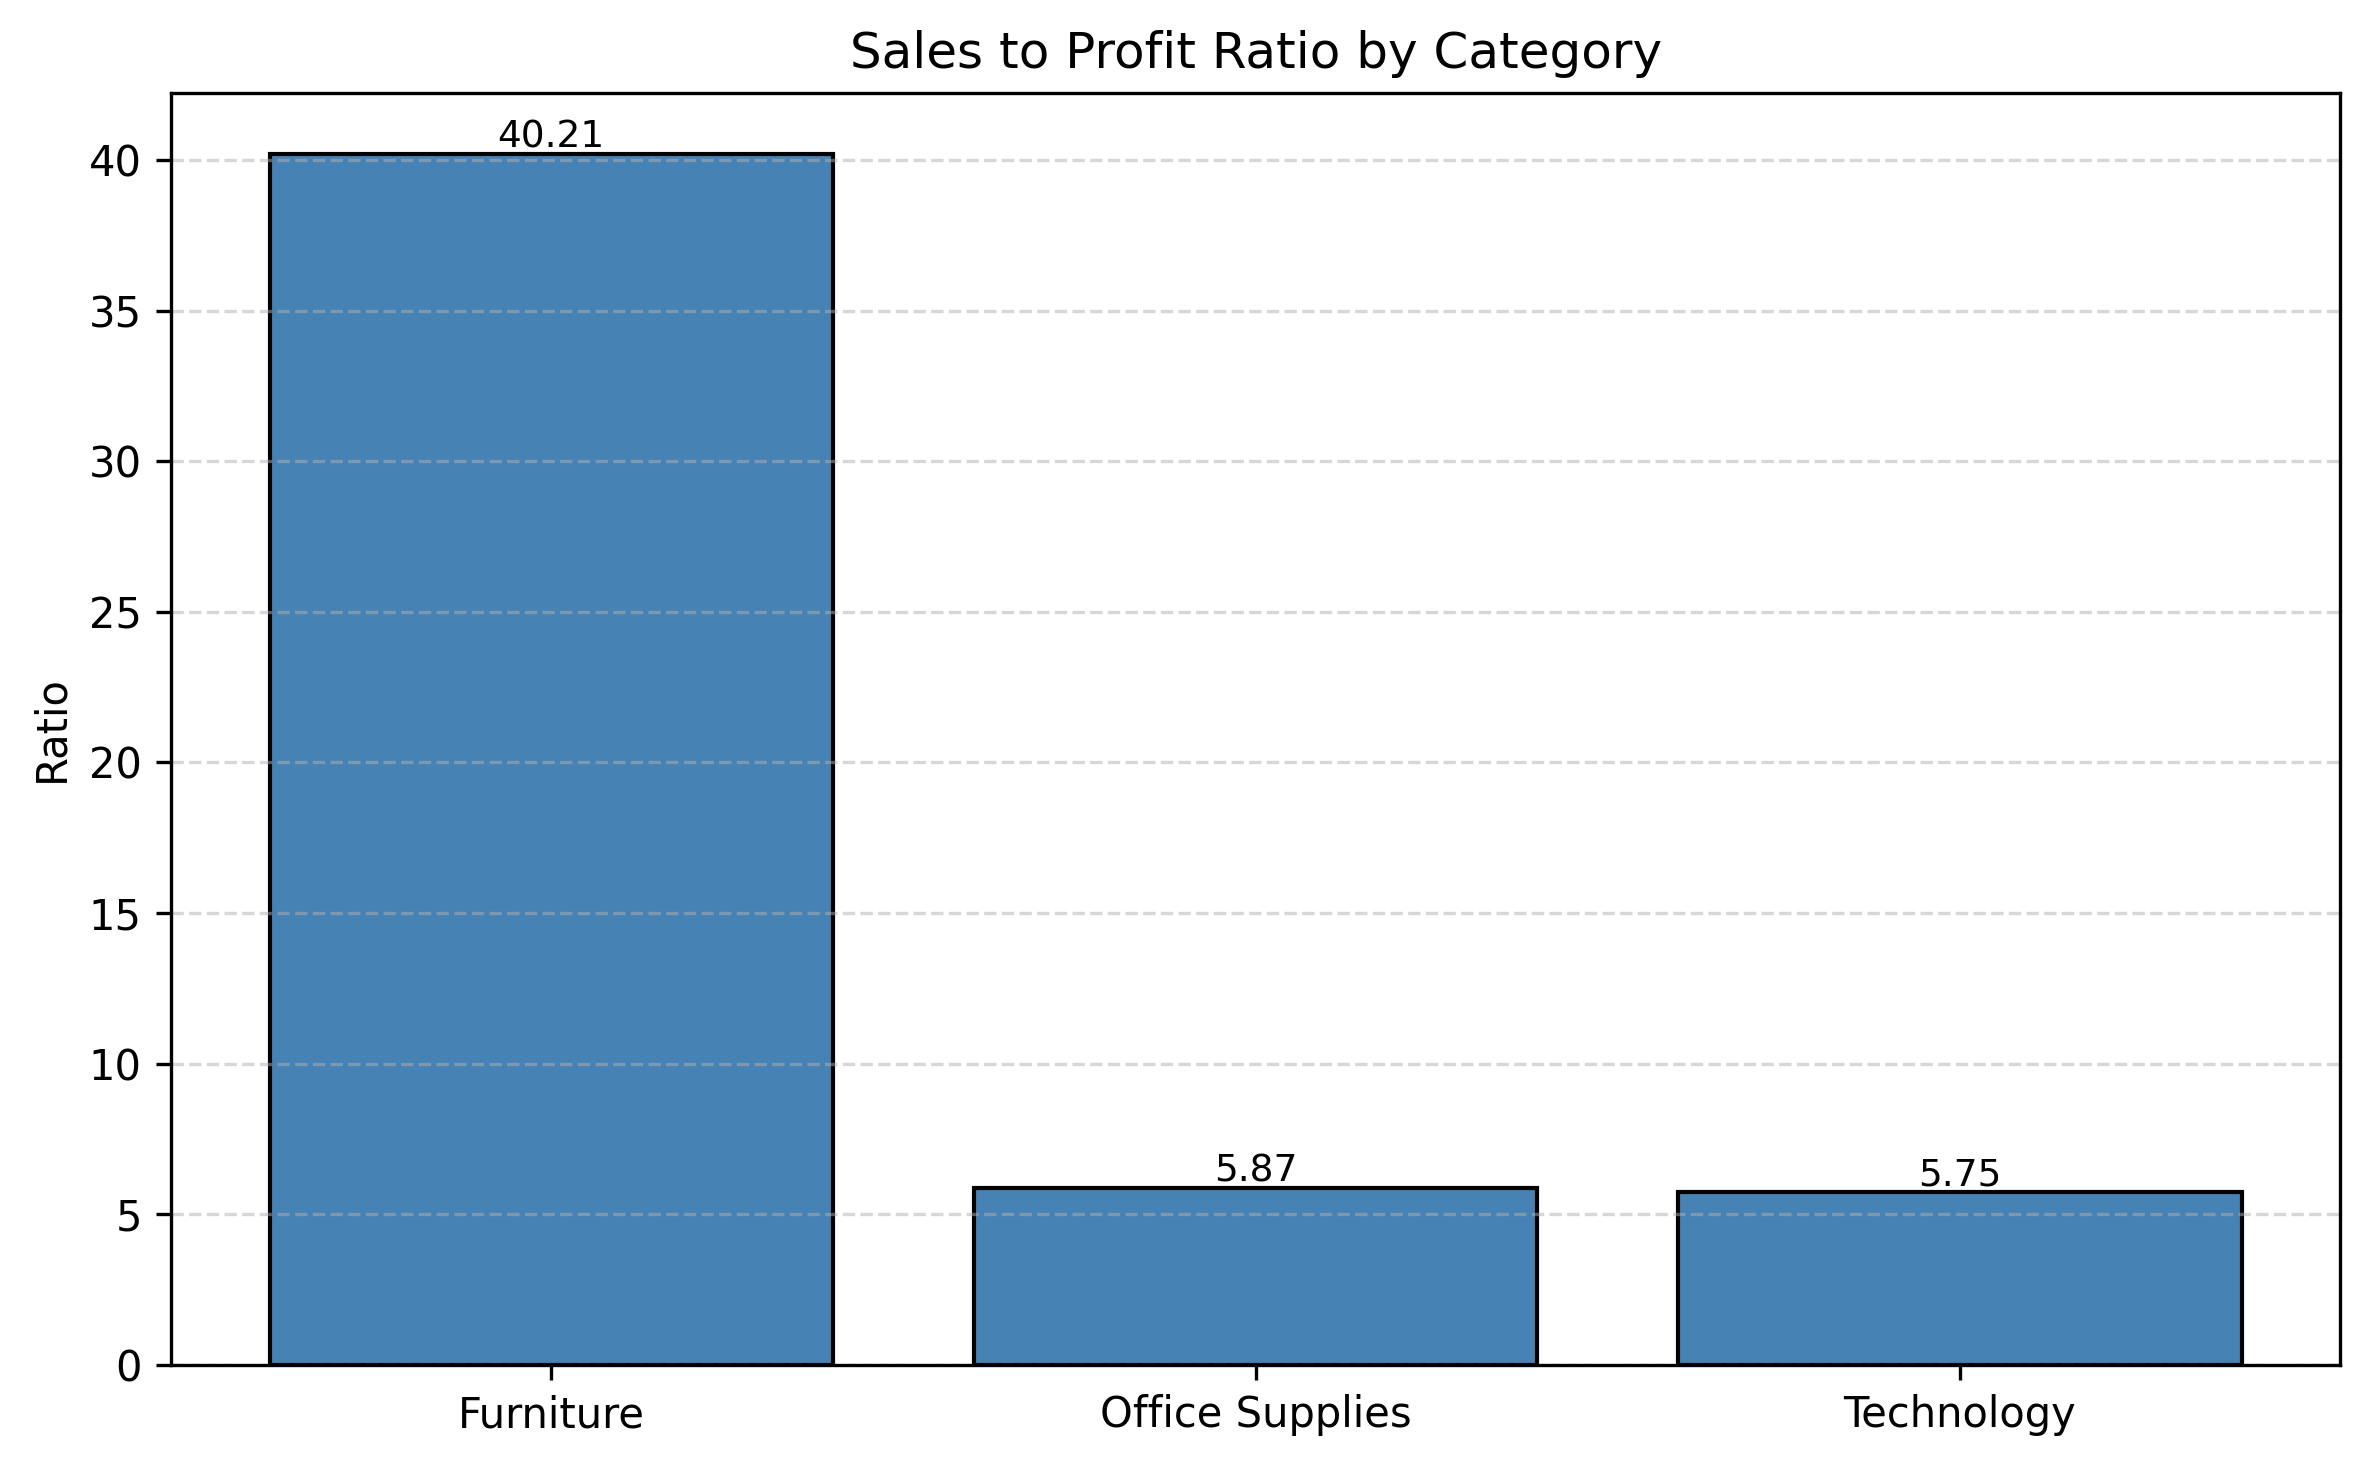 Sales to Profit Ratio by Category
40.21
40
35
30
25
20
15
10
5
0
Ratio
5.87
5.75
Furniture
Office Supplies
Technology